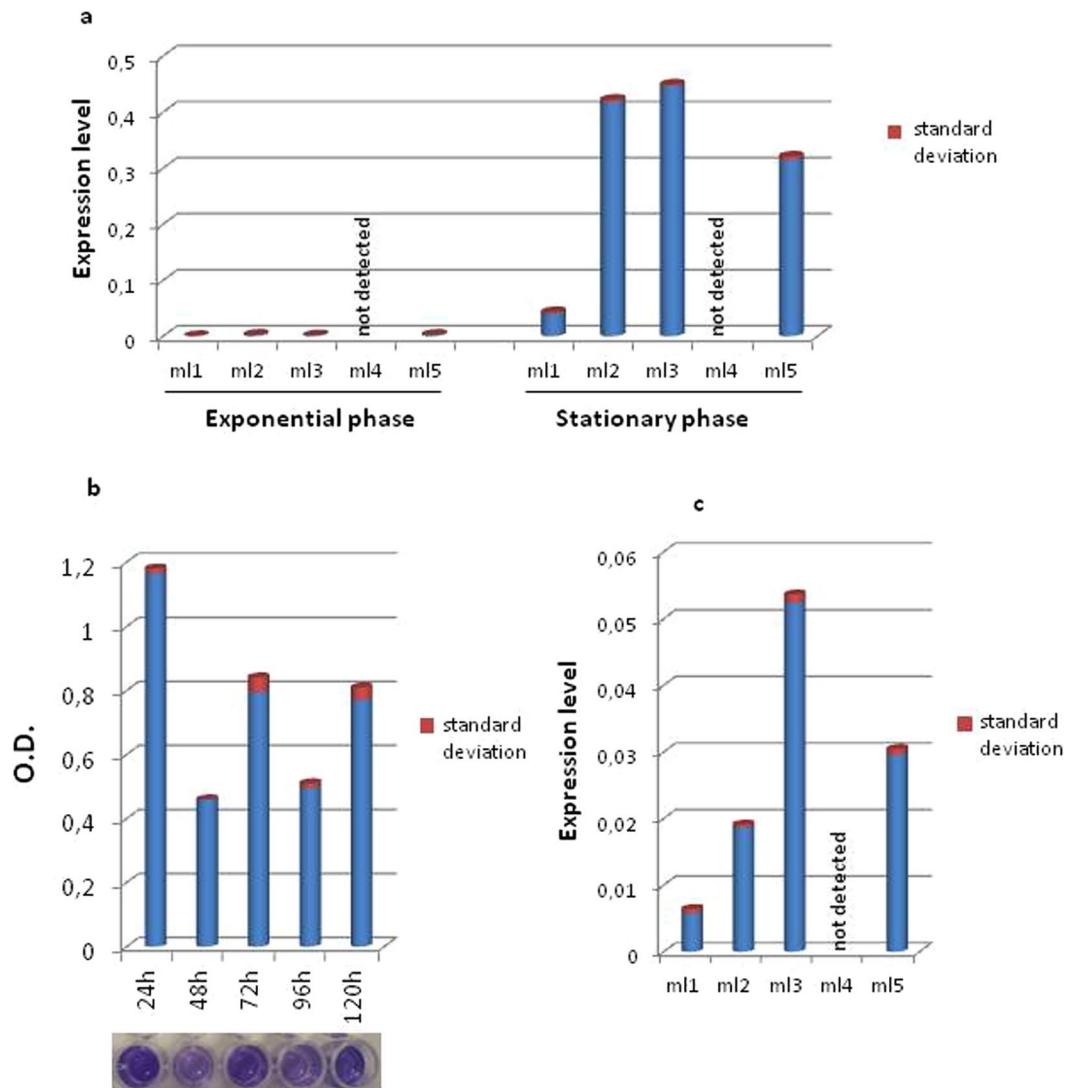 a
0,5
0,4
0,3
0,2
0,1
0
Expression level
not detected
not detected
standard
deviation
ml1 ml2 ml3 ml4 ml5 ml1 ml2 ml3 ml4 ml5
Exponential phase Stationary phase
b
1,2
1
0,8
0,6
0,4
0,2
0
O.D.
standard
deviation
24h 48h 72h 96h 120h
c
0,06
0,05
0,04
0,03
0,02
0,01
0
Expression level
not detected
standard
deviation
ml1 ml2 ml3 ml4 ml5